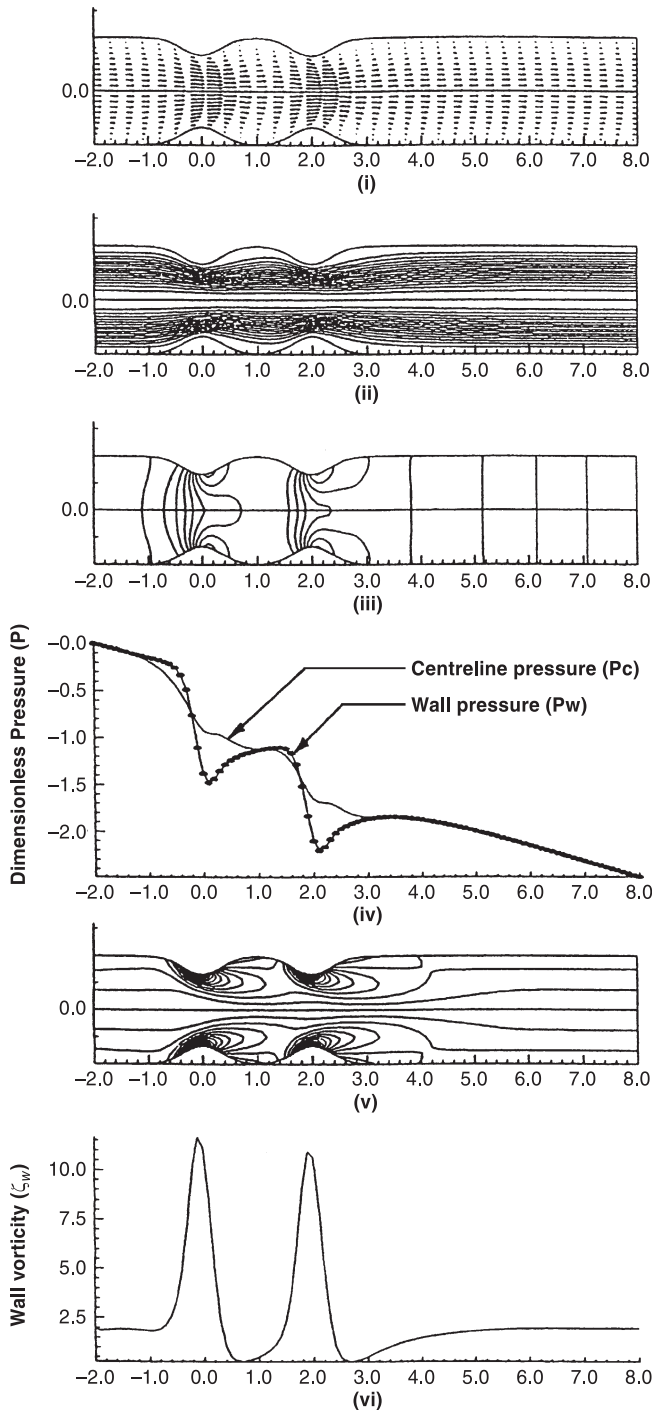 0.0
−2.0 −1.0 0.0 1.0 2.0 3.0 4.0 5.0 6.0 7.0 8.0
(i)
0.0
−2.0 −1.0 0.0 1.0 2.0 3.0 4.0 5.0 6.0 7.0 8.0
(ii)
0.0
−2.0 −1.0 0.0 1.0 2.0 3.0 4.0 5.0 6.0 7.0 8.0
(iii)
Dimensionless Pressure (P)
−0.0
−0.5
−1.0
−1.5
−2.0
Centreline pressure (Pc)
Wall pressure (Pw)
−2.0 −1.0 0.0 1.0 2.0 3.0 4.0 5.0 6.0 7.0 8.0
(iv)
0.0
−2.0 −1.0 0.0 1.0 2.0 3.0 4.0 5.0 6.0 7.0 8.0
(v)
Wall vorticity (ζw)
10.0
7.5
5.0
2.5
−2.0 −1.0 0.0 1.0 2.0 3.0 4.0 5.0 6.0 7.0 8.0
(vi)